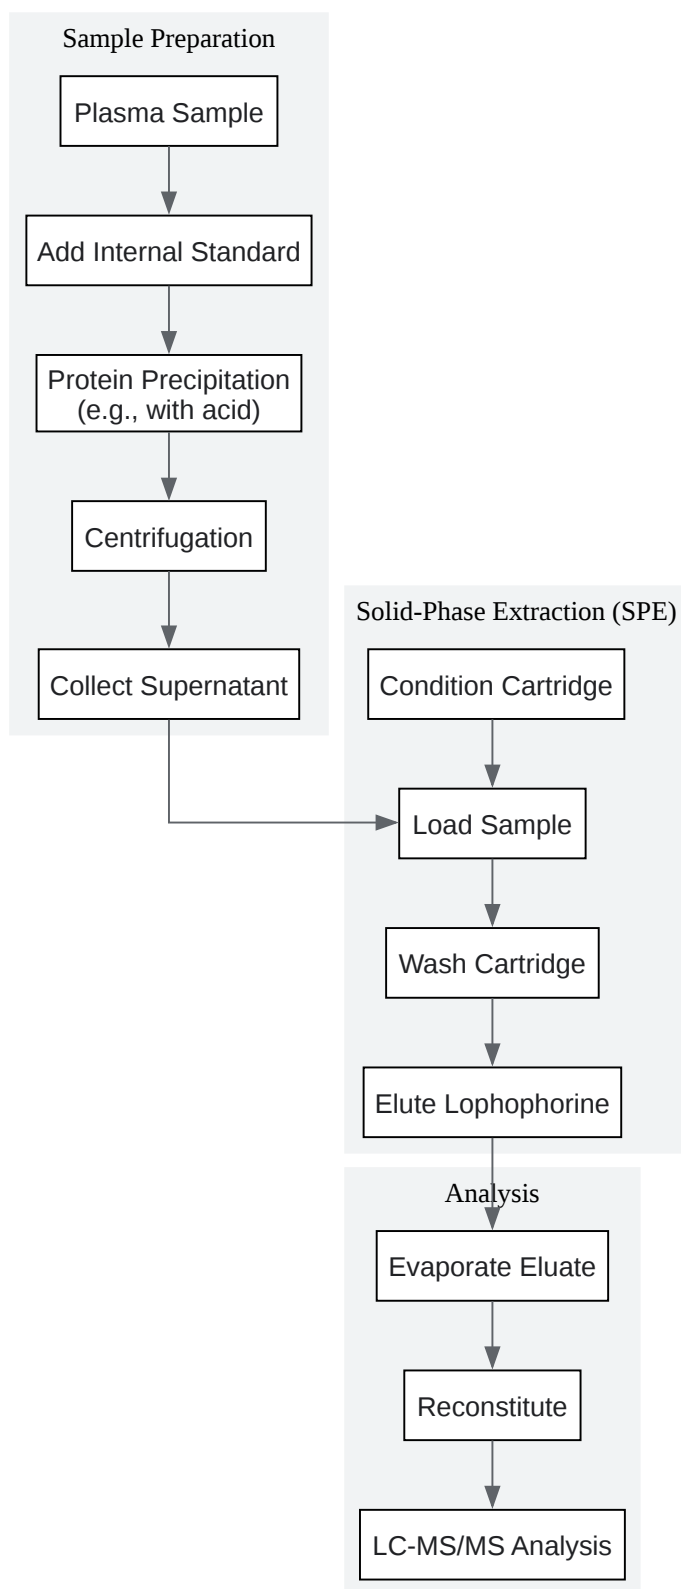 Sample Preparation
Plasma Sample
Add Internal Standard
Protein Precipitation
(e.g., with acid)
Centrifugation
Collect Supernatant
Solid-Phase Extraction (SPE)
Condition Cartridge
Load Sample
Wash Cartridge
Elute Lophophorine
Analysis
Evaporate Eluate
Reconstitute
LC-MS/MS Analysis